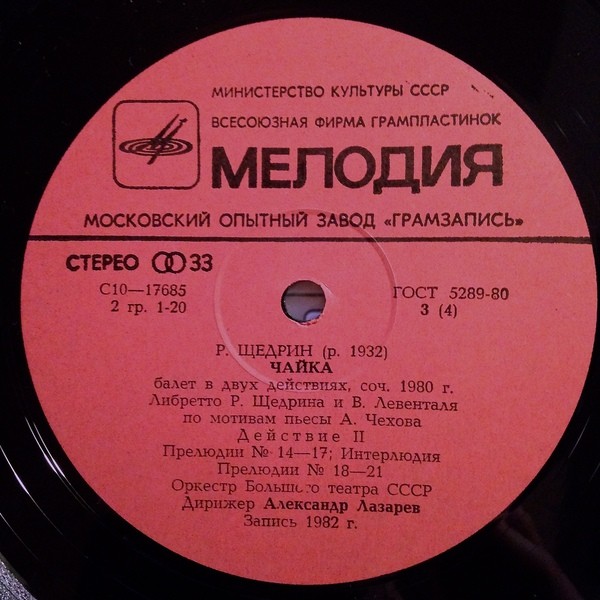 МИНИСТЕРСТВО КУЛЬТУРЫ СССР
ВСЕСОЮЗНАЯ ФИРМА ГРАМПЛАСТИНОК
МЕЛОДИЯ
МОСКОВСКИЙ ОПЫТНЫЙ ЗАВОД «ГРАМЗАПИСЬ»
СТЕРЕО 33
С10—17685 ГОСТ 5289-80
2 гр. 1-20 3 (4)
Р. ЩЕДРИН (р. 1932)
ЧАЙКА
балет в двух действиях, соч. 1980 г.
Либретто Р. Щедрина и В. Левенталя
по мотивам пьесы А. Чехова
Действие II
Прелюдии № 14—17; Интерлюдия
Прелюдии № 18—21
Оркестр Большого театра СССР
Дирижер Александр Лазарев
Запись 1982 г.